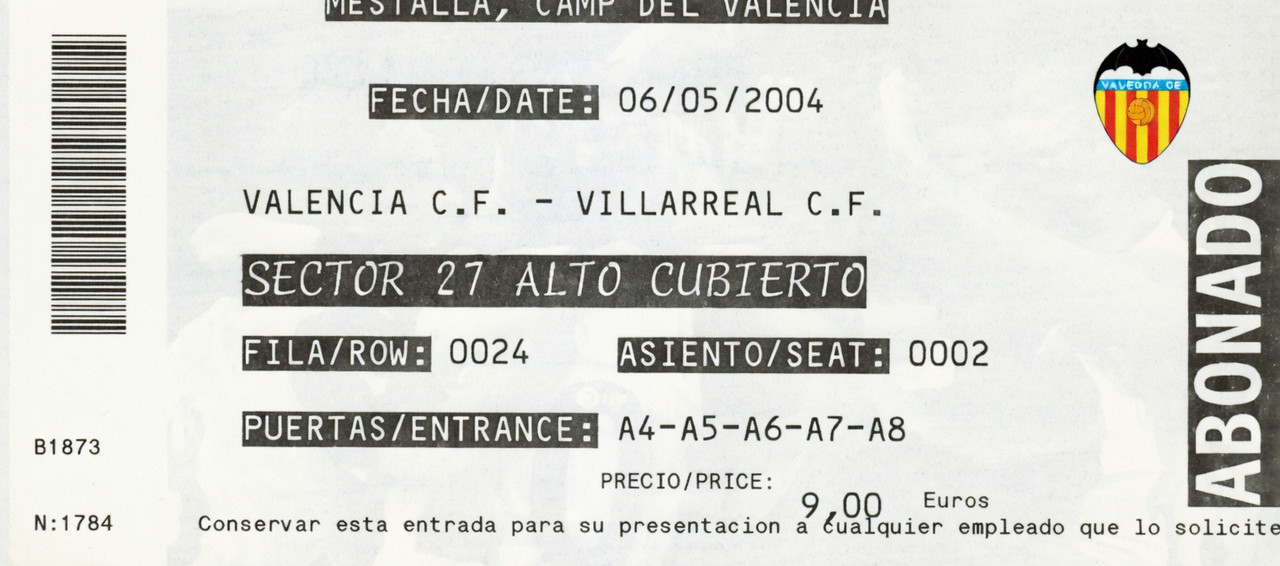 MESTALLA, CAMP DEL VALENCIA
FECHA/DATE: 06/05/2004
VALENCIA C.F. - VILLARREAL C.F.
SECTOR 27 ALTO CUBIERTO
FILA/ROW: 0024 ASIENTO/SEAT: 0002
PUERTAS/ENTRANCE: A4-A5-A6-A7-A8
PRECIO/PRICE: 9,00 Euros
Conservar esta entrada para su presentacion a cualquier empleado que lo solicite
B1873
N:1784
ABONADO